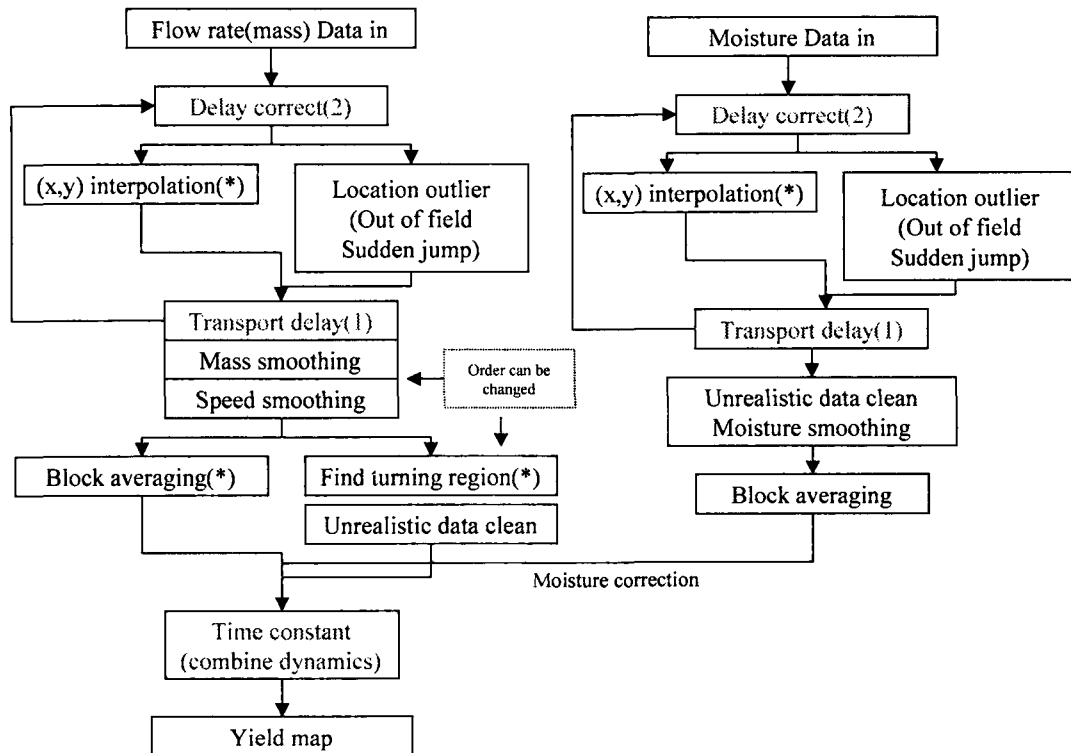 Flow rate(mass) Data in
Delay correct(2)
(x,y) interpolation(*)
Location outlier
(Out of field
Sudden jump)
Transport delay(1)
Mass smoothing
Speed smoothing
Order can be
changed
Block averaging(*)
Find turning region(*)
Unrealistic data clean
Moisture Data in
Delay correct(2)
(x,y) interpolation(*)
Location outlier
(Out of field
Sudden jump)
Transport delay(1)
Unrealistic data clean
Moisture smoothing
Block averaging
Moisture correction
Time constant
(combine dynamics)
Yield map